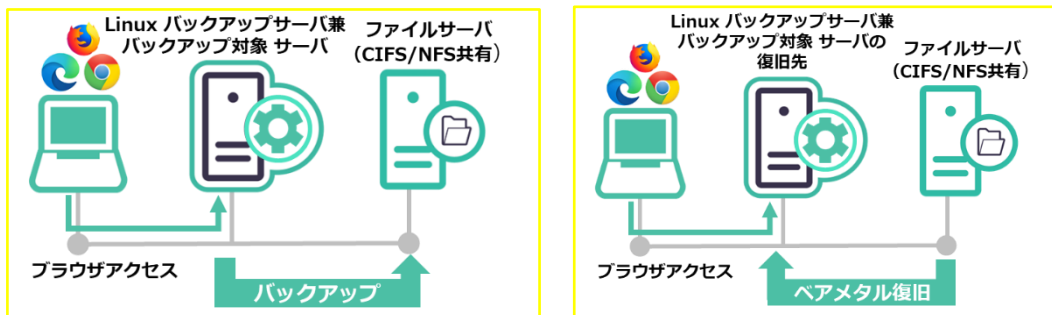 Linux バックアップサーバ兼
バックアップ対象 サーバ
ファイルサーバ
（CIFS/NFS共有）
ブラウザアクセス
バックアップ
Linux バックアップサーバ兼
バックアップ対象 サーバの
復旧先
ファイルサーバ
（CIFS/NFS共有）
ブラウザアクセス
ベアメタル復旧